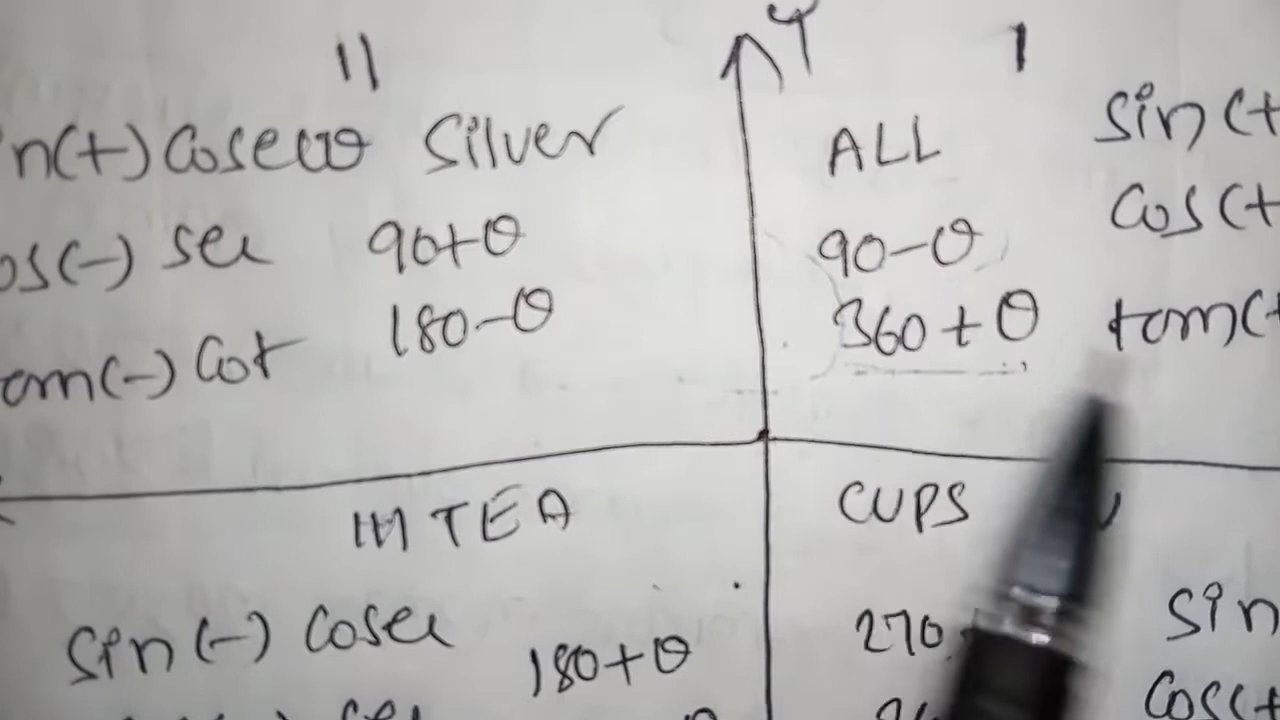 II
n(+) Cosec Silver
os(-) sec 90+θ
180-θ
an(-) Cot
Y
I
ALL sin(+
90-θ Cos(+
360+θ tan(+
III TEA
sin(-) Cosec
180+θ
CUPS
270
sin
Cos(+